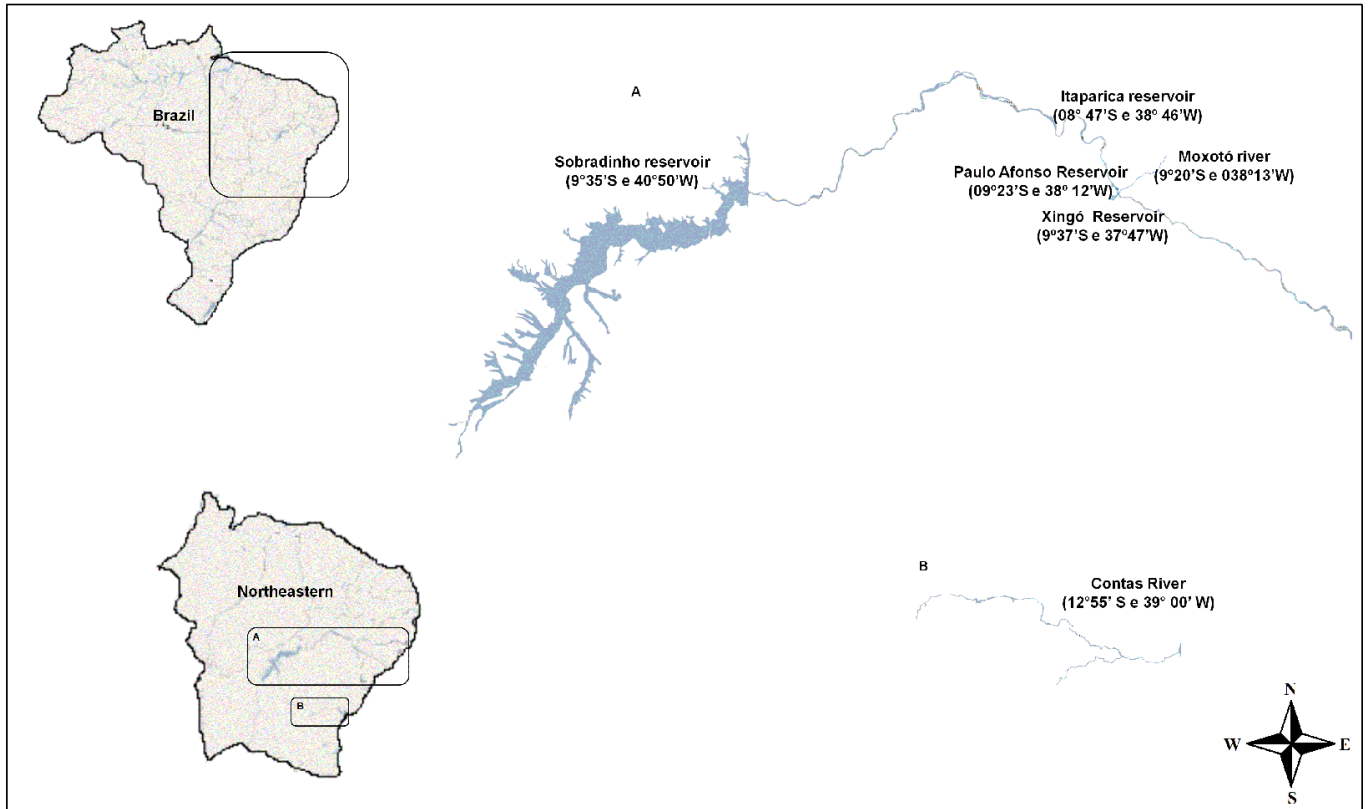 Brazil
A
Sobradinho reservoir
(9°35'S e 40°50'W)
Itaparica reservoir
(08° 47'S e 38° 46'W)
Moxotó river
(9°20'S e 038°13'W)
Paulo Afonso Reservoir
(09°23'S e 38° 12'W)
Xingó Reservoir
(9°37'S e 37°47'W)
Northeastern
A
B
B
Contas River
(12°55' S e 39° 00' W)
N
W
E
S